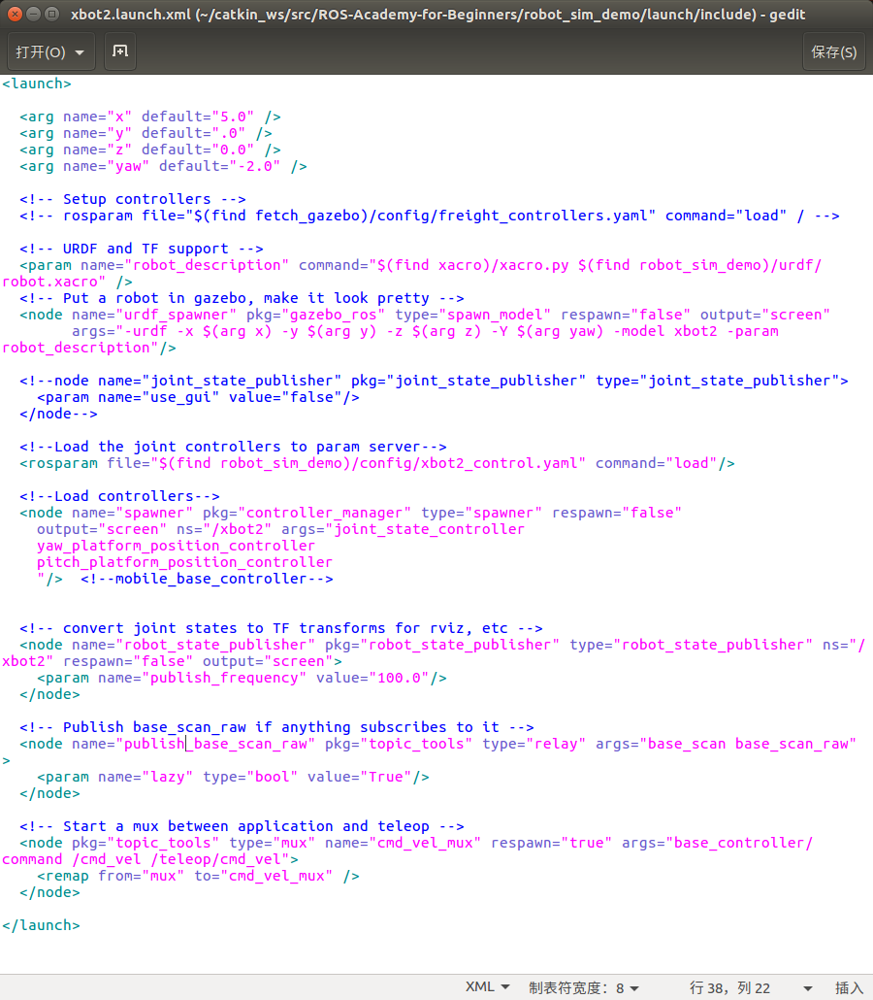 xbot2.launch.xml (~/catkin_ws/src/ROS-Academy-for-Beginners/robot_sim_demo/launch/include) - gedit
打开(O)
保存(S)
<launch>
<arg name="x" default="5.0" />
<arg name="y" default=".0" />
<arg name="z" default="0.0" />
<arg name="yaw" default="-2.0" />
<!-- Setup controllers -->
<!-- rosparam file="$(find fetch_gazebo)/config/freight_controllers.yaml" command="load" / -->
<!-- URDF and TF support -->
<param name="robot_description" command="$(find xacro)/xacro.py $(find robot_sim_demo)/urdf/
robot.xacro" />
<!-- Put a robot in gazebo, make it look pretty -->
<node name="urdf_spawner" pkg="gazebo_ros" type="spawn_model" respawn="false" output="screen"
args="-urdf -x $(arg x) -y $(arg y) -z $(arg z) -Y $(arg yaw) -model xbot2 -param
robot_description"/>
<!--node name="joint_state_publisher" pkg="joint_state_publisher" type="joint_state_publisher">
<param name="use_gui" value="false"/>
</node-->
<!--Load the joint controllers to param server-->
<rosparam file="$(find robot_sim_demo)/config/xbot2_control.yaml" command="load"/>
<!--Load controllers-->
<node name="spawner" pkg="controller_manager" type="spawner" respawn="false"
output="screen" ns="/xbot2" args="joint_state_controller
yaw_platform_position_controller
pitch_platform_position_controller
"/>  <!--mobile_base_controller-->
<!-- convert joint states to TF transforms for rviz, etc -->
<node name="robot_state_publisher" pkg="robot_state_publisher" type="robot_state_publisher" ns="/
xbot2" respawn="false" output="screen">
<param name="publish_frequency" value="100.0"/>
</node>
<!-- Publish base_scan_raw if anything subscribes to it -->
<node name="publish_base_scan_raw" pkg="topic_tools" type="relay" args="base_scan base_scan_raw"
>
<param name="lazy" type="bool" value="True"/>
</node>
<!-- Start a mux between application and teleop -->
<node pkg="topic_tools" type="mux" name="cmd_vel_mux" respawn="true" args="base_controller/
command /cmd_vel /teleop/cmd_vel">
<remap from="mux" to="cmd_vel_mux" />
</node>
</launch>
XML 制表符宽度：8 行 38，列 22 插入